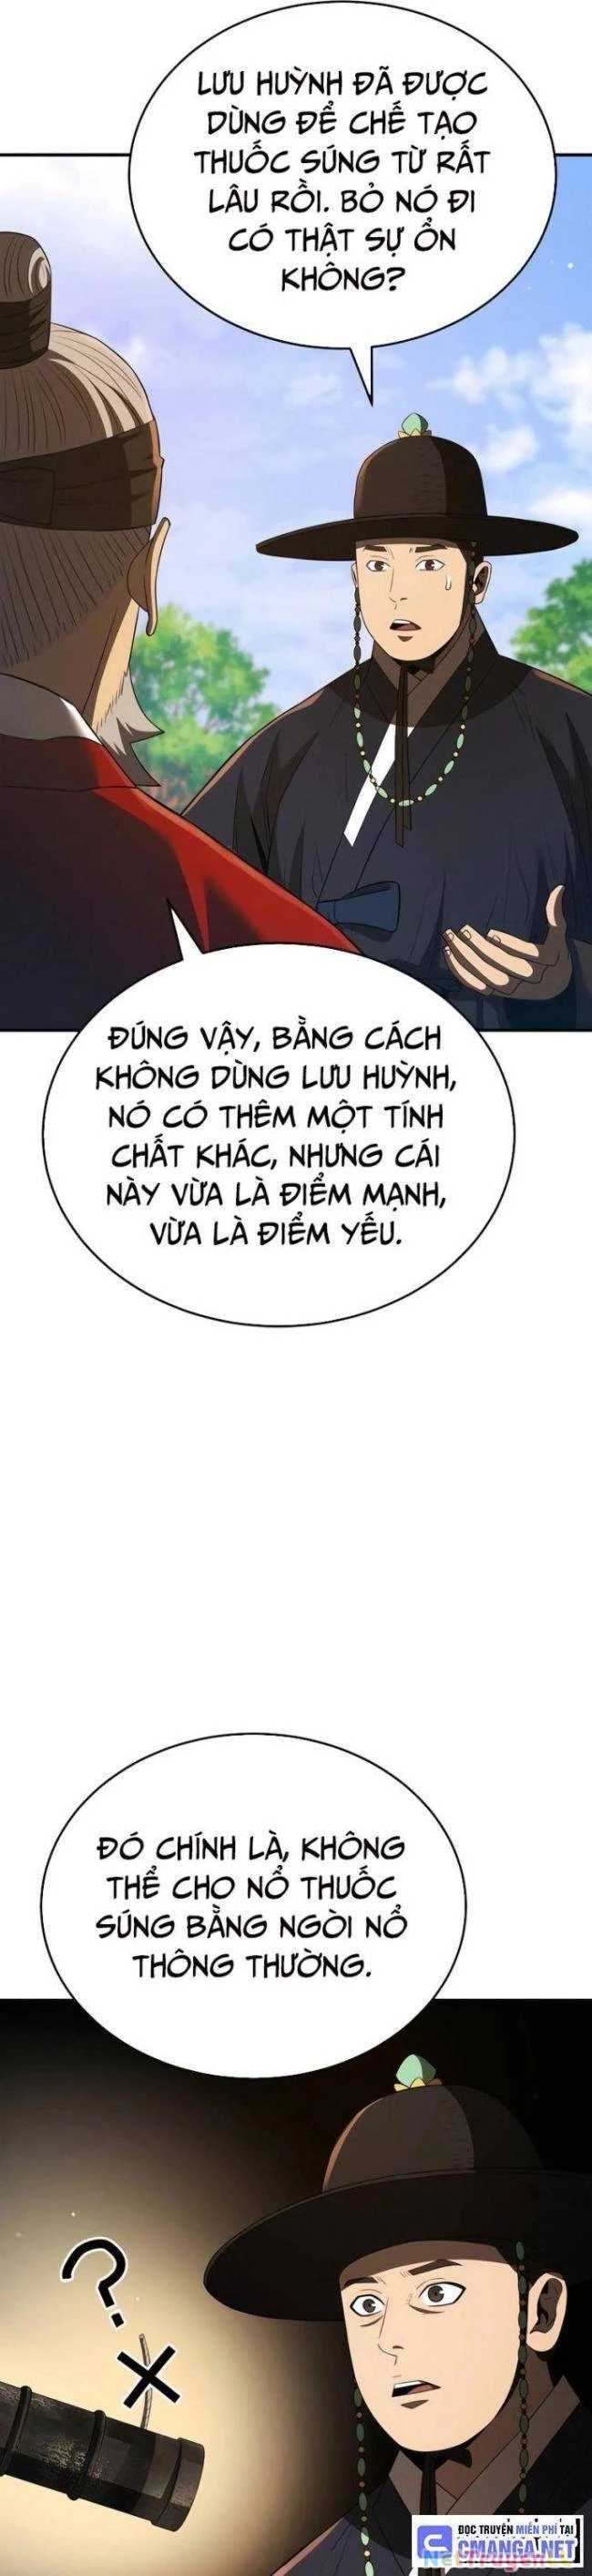 LƯU HUỲNH ĐÃ ĐƯỢC
DÙNG ĐỂ CHẾ TẠO
THUỐC SÚNG TỪ RẤT
LÂU RỒI. BỎ NÓ ĐI
CÓ THẬT SỰ ỔN
KHÔNG?
ĐÚNG VẬY, BẰNG CÁCH
KHÔNG DÙNG LƯU HUỲNH,
NÓ CÓ THÊM MỘT TÍNH
CHẤT KHÁC, NHƯNG CÁI
NÀY VỪA LÀ ĐIỂM MẠNH,
VỪA LÀ ĐIỂM YẾU.
ĐÓ CHÍNH LÀ, KHÔNG
THỂ CHO NỔ THUỐC
SÚNG BẰNG NGÒI NỔ
THÔNG THƯỜNG.
?
ĐỌC TRUYỆN MIỄN PHÍ TẠI
CMANGA.NET